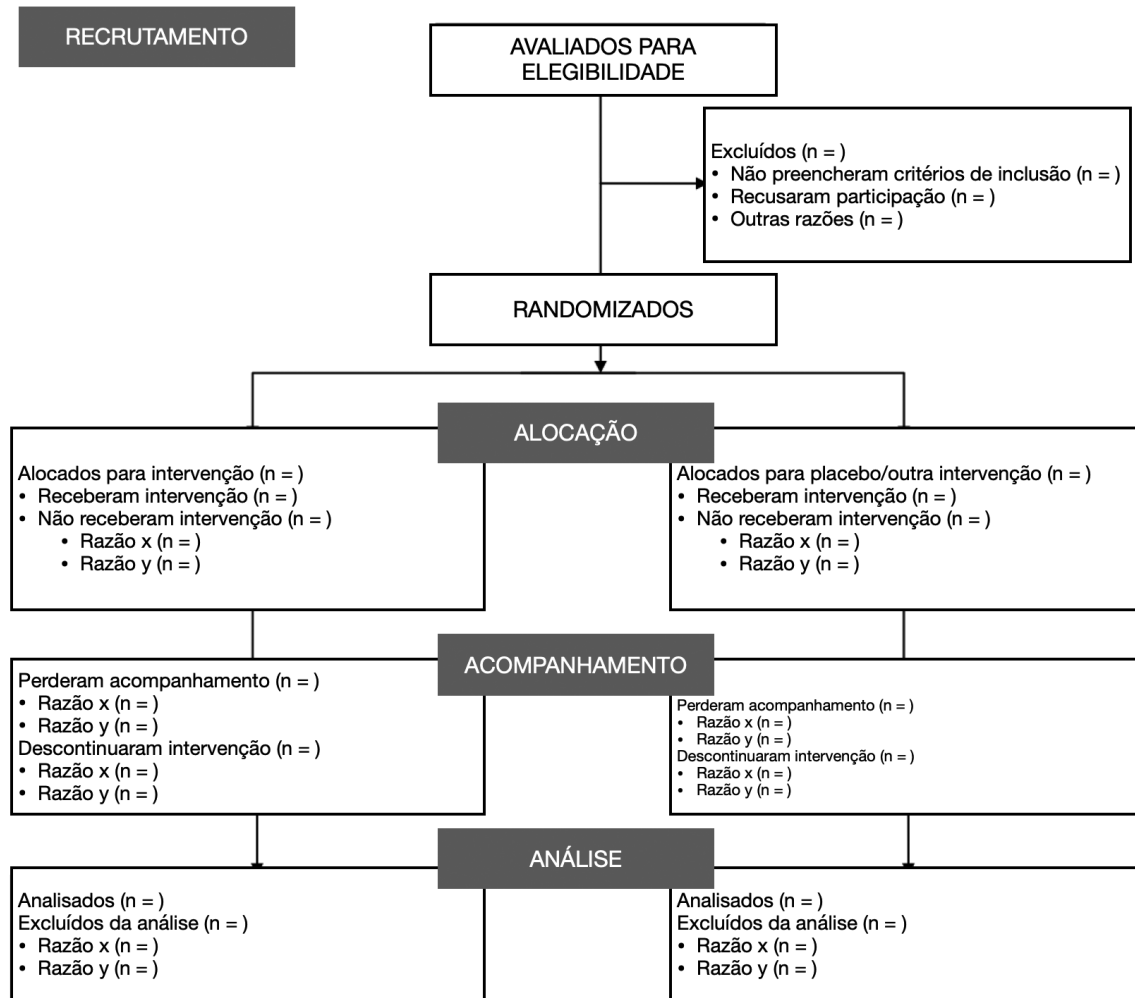 RECRUTAMENTO
AVALIADOS PARA
ELEGIBILIDADE
Excluídos (n = )
• Não preencheram critérios de inclusão (n = )
• Recusaram participação (n = )
• Outras razões (n = )
RANDOMIZADOS
ALOCAÇÃO
Alocados para intervenção (n = )
• Receberam intervenção (n = )
• Não receberam intervenção (n = )
• Razão x (n = )
• Razão y (n = )
Alocados para placebo/outra intervenção (n = )
• Receberam intervenção (n = )
• Não receberam intervenção (n = )
• Razão x (n = )
• Razão y (n = )
ACOMPANHAMENTO
Perderam acompanhamento (n = )
• Razão x (n = )
• Razão y (n = )
Descontinuaram intervenção (n = )
• Razão x (n = )
• Razão y (n = )
Perderam acompanhamento (n = )
• Razão x (n = )
• Razão y (n = )
Descontinuaram intervenção (n = )
• Razão x (n = )
• Razão y (n = )
ANÁLISE
Analisados (n = )
Excluídos da análise (n = )
• Razão x (n = )
• Razão y (n = )
Analisados (n = )
Excluídos da análise (n = )
• Razão x (n = )
• Razão y (n = )